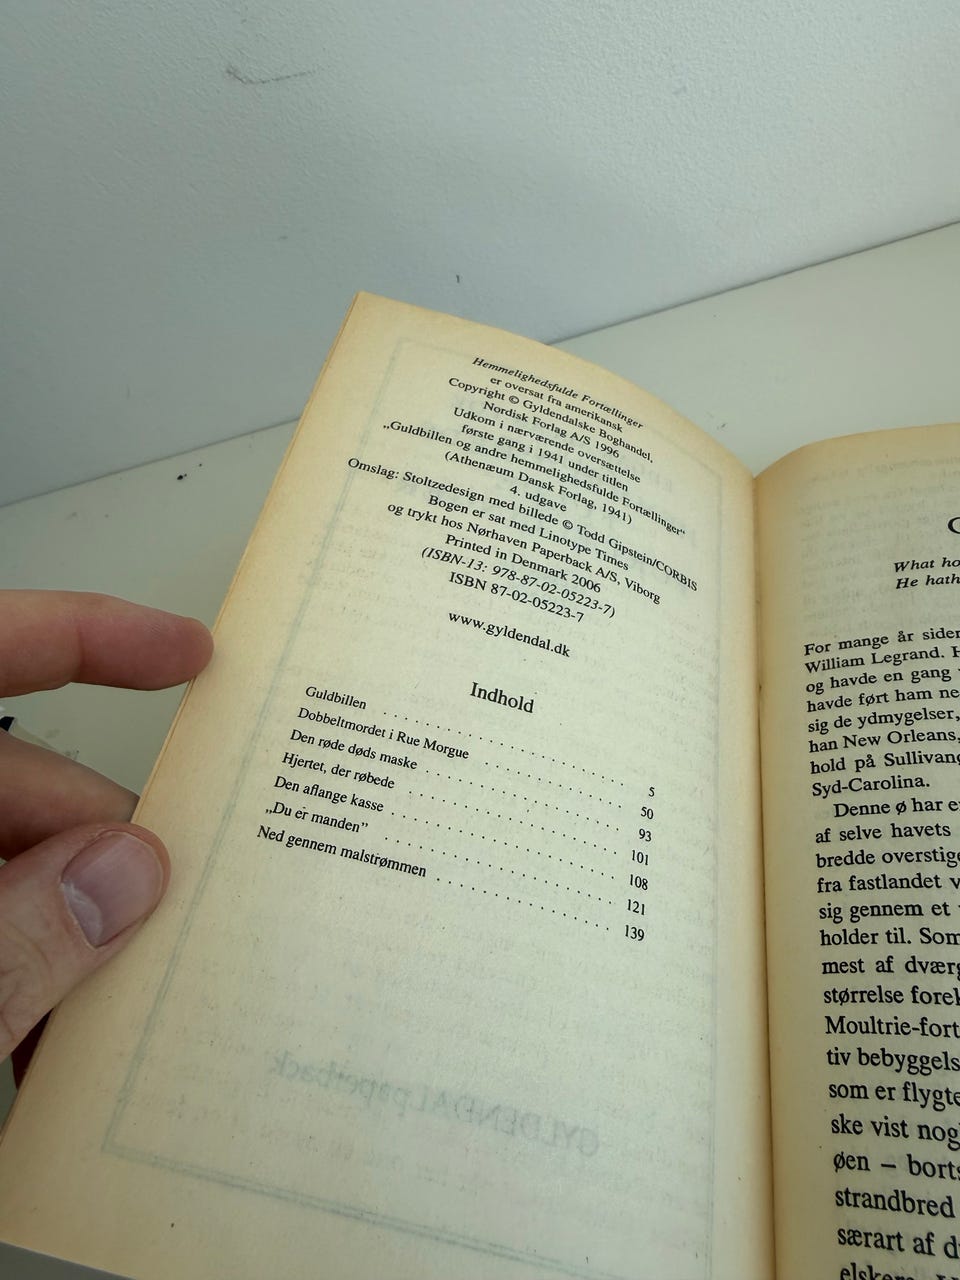 Hemmelighedsfulde Fortællinger
er oversat fra amerikansk
Copyright © Gyldendalske Boghandel,
Nordisk Forlag A/S 1996
Udkom i nærværende oversættelse
første gang i 1941 under titlen
„Guldbillen og andre hemmelighedsfulde Fortællinger“
(Athenæum Dansk Forlag, 1941)
4. udgave
Omslag: Stoltzedesign med billede © Todd Gipstein/CORBIS
Bogen er sat med Linotype Times
og trykt hos Nørhaven Paperback A/S, Viborg
Printed in Denmark 2006
(ISBN-13: 978-87-02-05223-7)
ISBN 87-02-05223-7
www.gyldendal.dk
Indhold
Guldbillen . . . . . . . . . . . . . . . . . . . . 5
Dobbeltmordet i Rue Morgue . . . . . . . . . . . . 50
Den røde døds maske . . . . . . . . . . . . . . . . 93
Hjertet, der røbede . . . . . . . . . . . . . . . . 101
Den aflange kasse . . . . . . . . . . . . . . . . . 108
„Du er manden” . . . . . . . . . . . . . . . . . . 121
Ned gennem malstrømmen . . . . . . . . . . . . . . 139
GYLDENDAL paperback
What ho
He hath
For mange år siden
William Legrand. H
og havde en gang
havde ført ham ne
sig de ydmygelser,
han New Orleans,
hold på Sullivan
Syd-Carolina.
Denne ø har e
af selve havets
bredde overstige
fra fastlandet v
sig gennem et
holder til. Som
mest af dværg
størrelse forek
Moultrie-fort
tiv bebyggels
som er flygte
ske vist nog
øen – borts
strandbred
særart af d
elskere